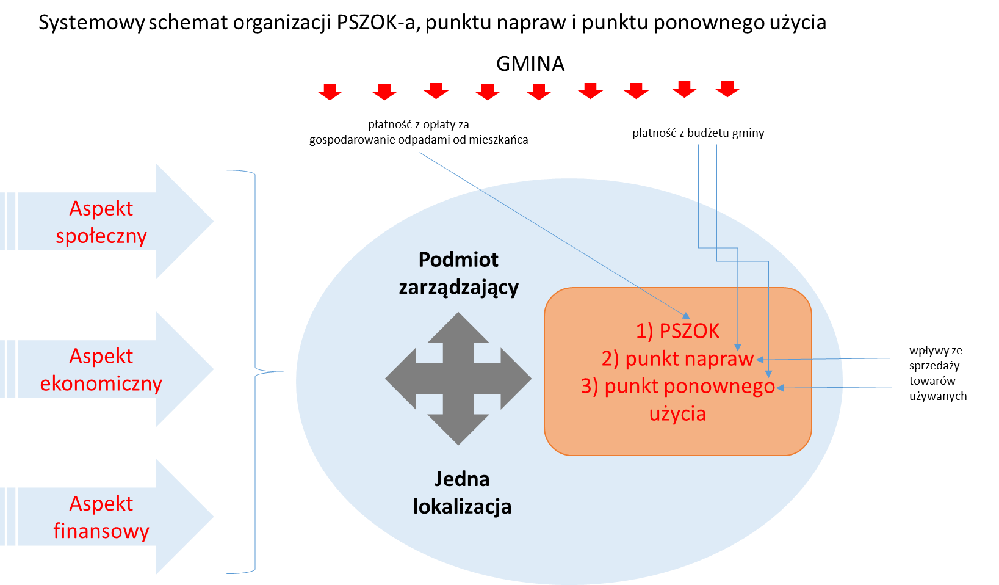 Systemowy schemat organizacji PSZOK-a, punktu napraw i punktu ponownego użycia
GMINA
płatność z opłaty za
gospodarowanie odpadami od mieszkańca
płatność z budżetu gminy
Aspekt
społeczny
Aspekt
ekonomiczny
Aspekt
finansowy
Podmiot
zarządzający
Jedna
lokalizacja
1) PSZOK
2) punkt napraw
3) punkt ponownego
użycia
wpływy ze
sprzedaży
towarów
używanych